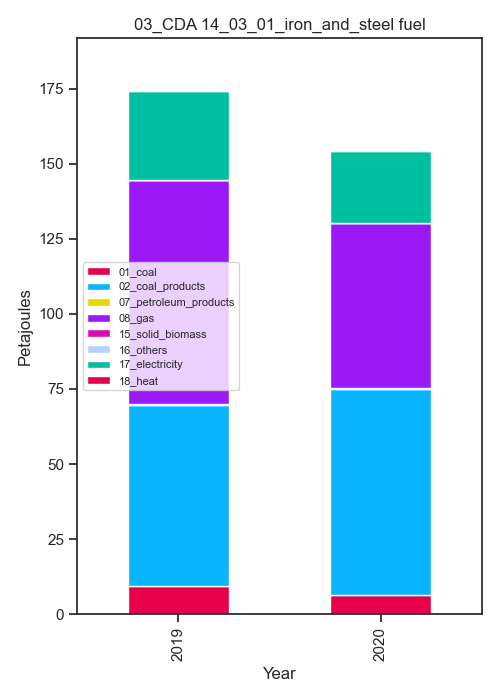 03_CDA 14_03_01_iron_and_steel fuel
Petajoules
175
150
125
100
75
50
25
0
01_coal
02_coal_products
07_petroleum_products
08_gas
15_solid_biomass
16_others
17_electricity
18_heat
2019
2020
Year